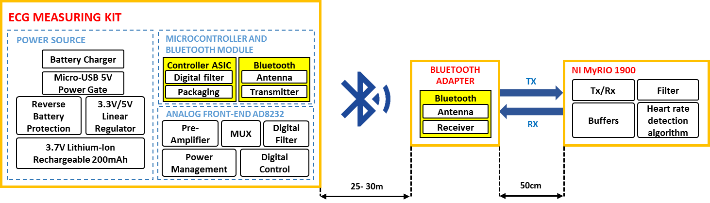 ECG MEASURING KIT
POWER SOURCE
Battery Charger
Micro-USB 5V
Power Gate
Reverse
Battery
Protection
3.3V/5V
Linear
Regulator
3.7V Lithium-Ion
Rechargeable 200mAh
MICROCONTROLLER AND
BLUETOOTH MODULE
Controller ASIC
Digital filter
Packaging
Bluetooth
Antenna
Transmitter
ANALOG FRONT-END AD8232
Pre-
Amplifier
MUX
Digital
Filter
Power
Management
Digital
Control
25- 30m
BLUETOOTH
ADAPTER
Bluetooth
Antenna
Receiver
TX
RX
50cm
NI MyRIO 1900
Tx/Rx
Filter
Buffers
Heart rate
detection
algorithm